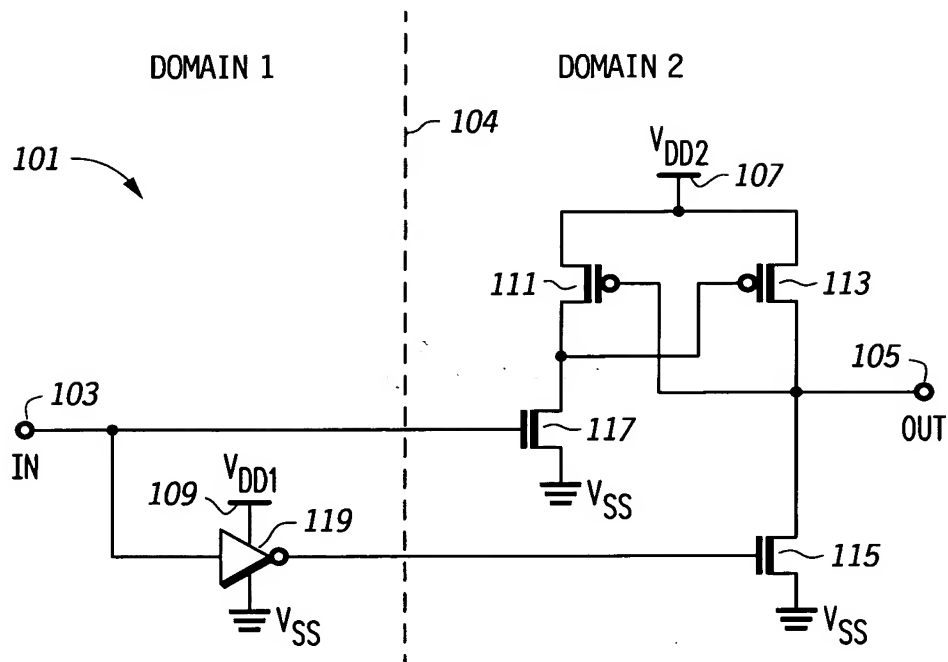 DOMAIN 1
DOMAIN 2
104
101
VDD2
107
111
113
103
105
IN
117
OUT
VDD1
109
119
VSS
115
VSS
VSS